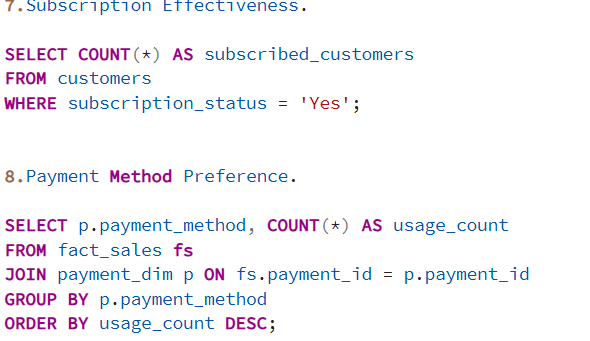 7.Subscription Effectiveness.
SELECT COUNT(*) AS subscribed_customers
FROM customers
WHERE subscription_status = 'Yes';
8.Payment Method Preference.
SELECT p.payment_method, COUNT(*) AS usage_count
FROM fact_sales fs
JOIN payment_dim p ON fs.payment_id = p.payment_id
GROUP BY p.payment_method
ORDER BY usage_count DESC;